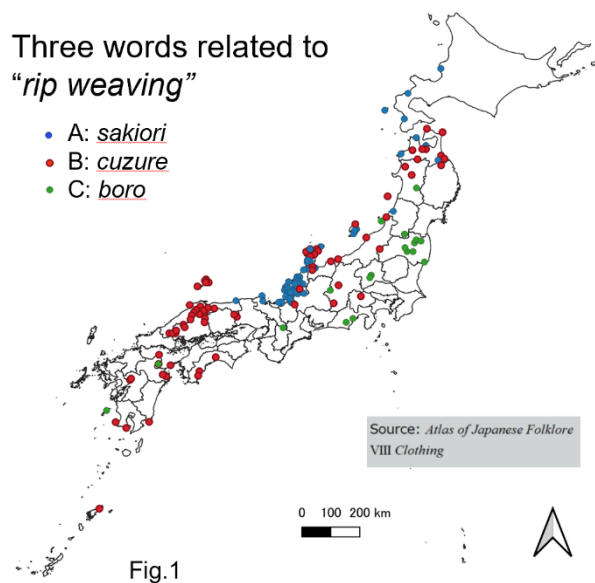 Three words related to
“rip weaving”
A: sakiori
B: cuzure
C: boro
Source: Atlas of Japanese Folklore
VIII Clothing
0 100 200 km
Fig.1